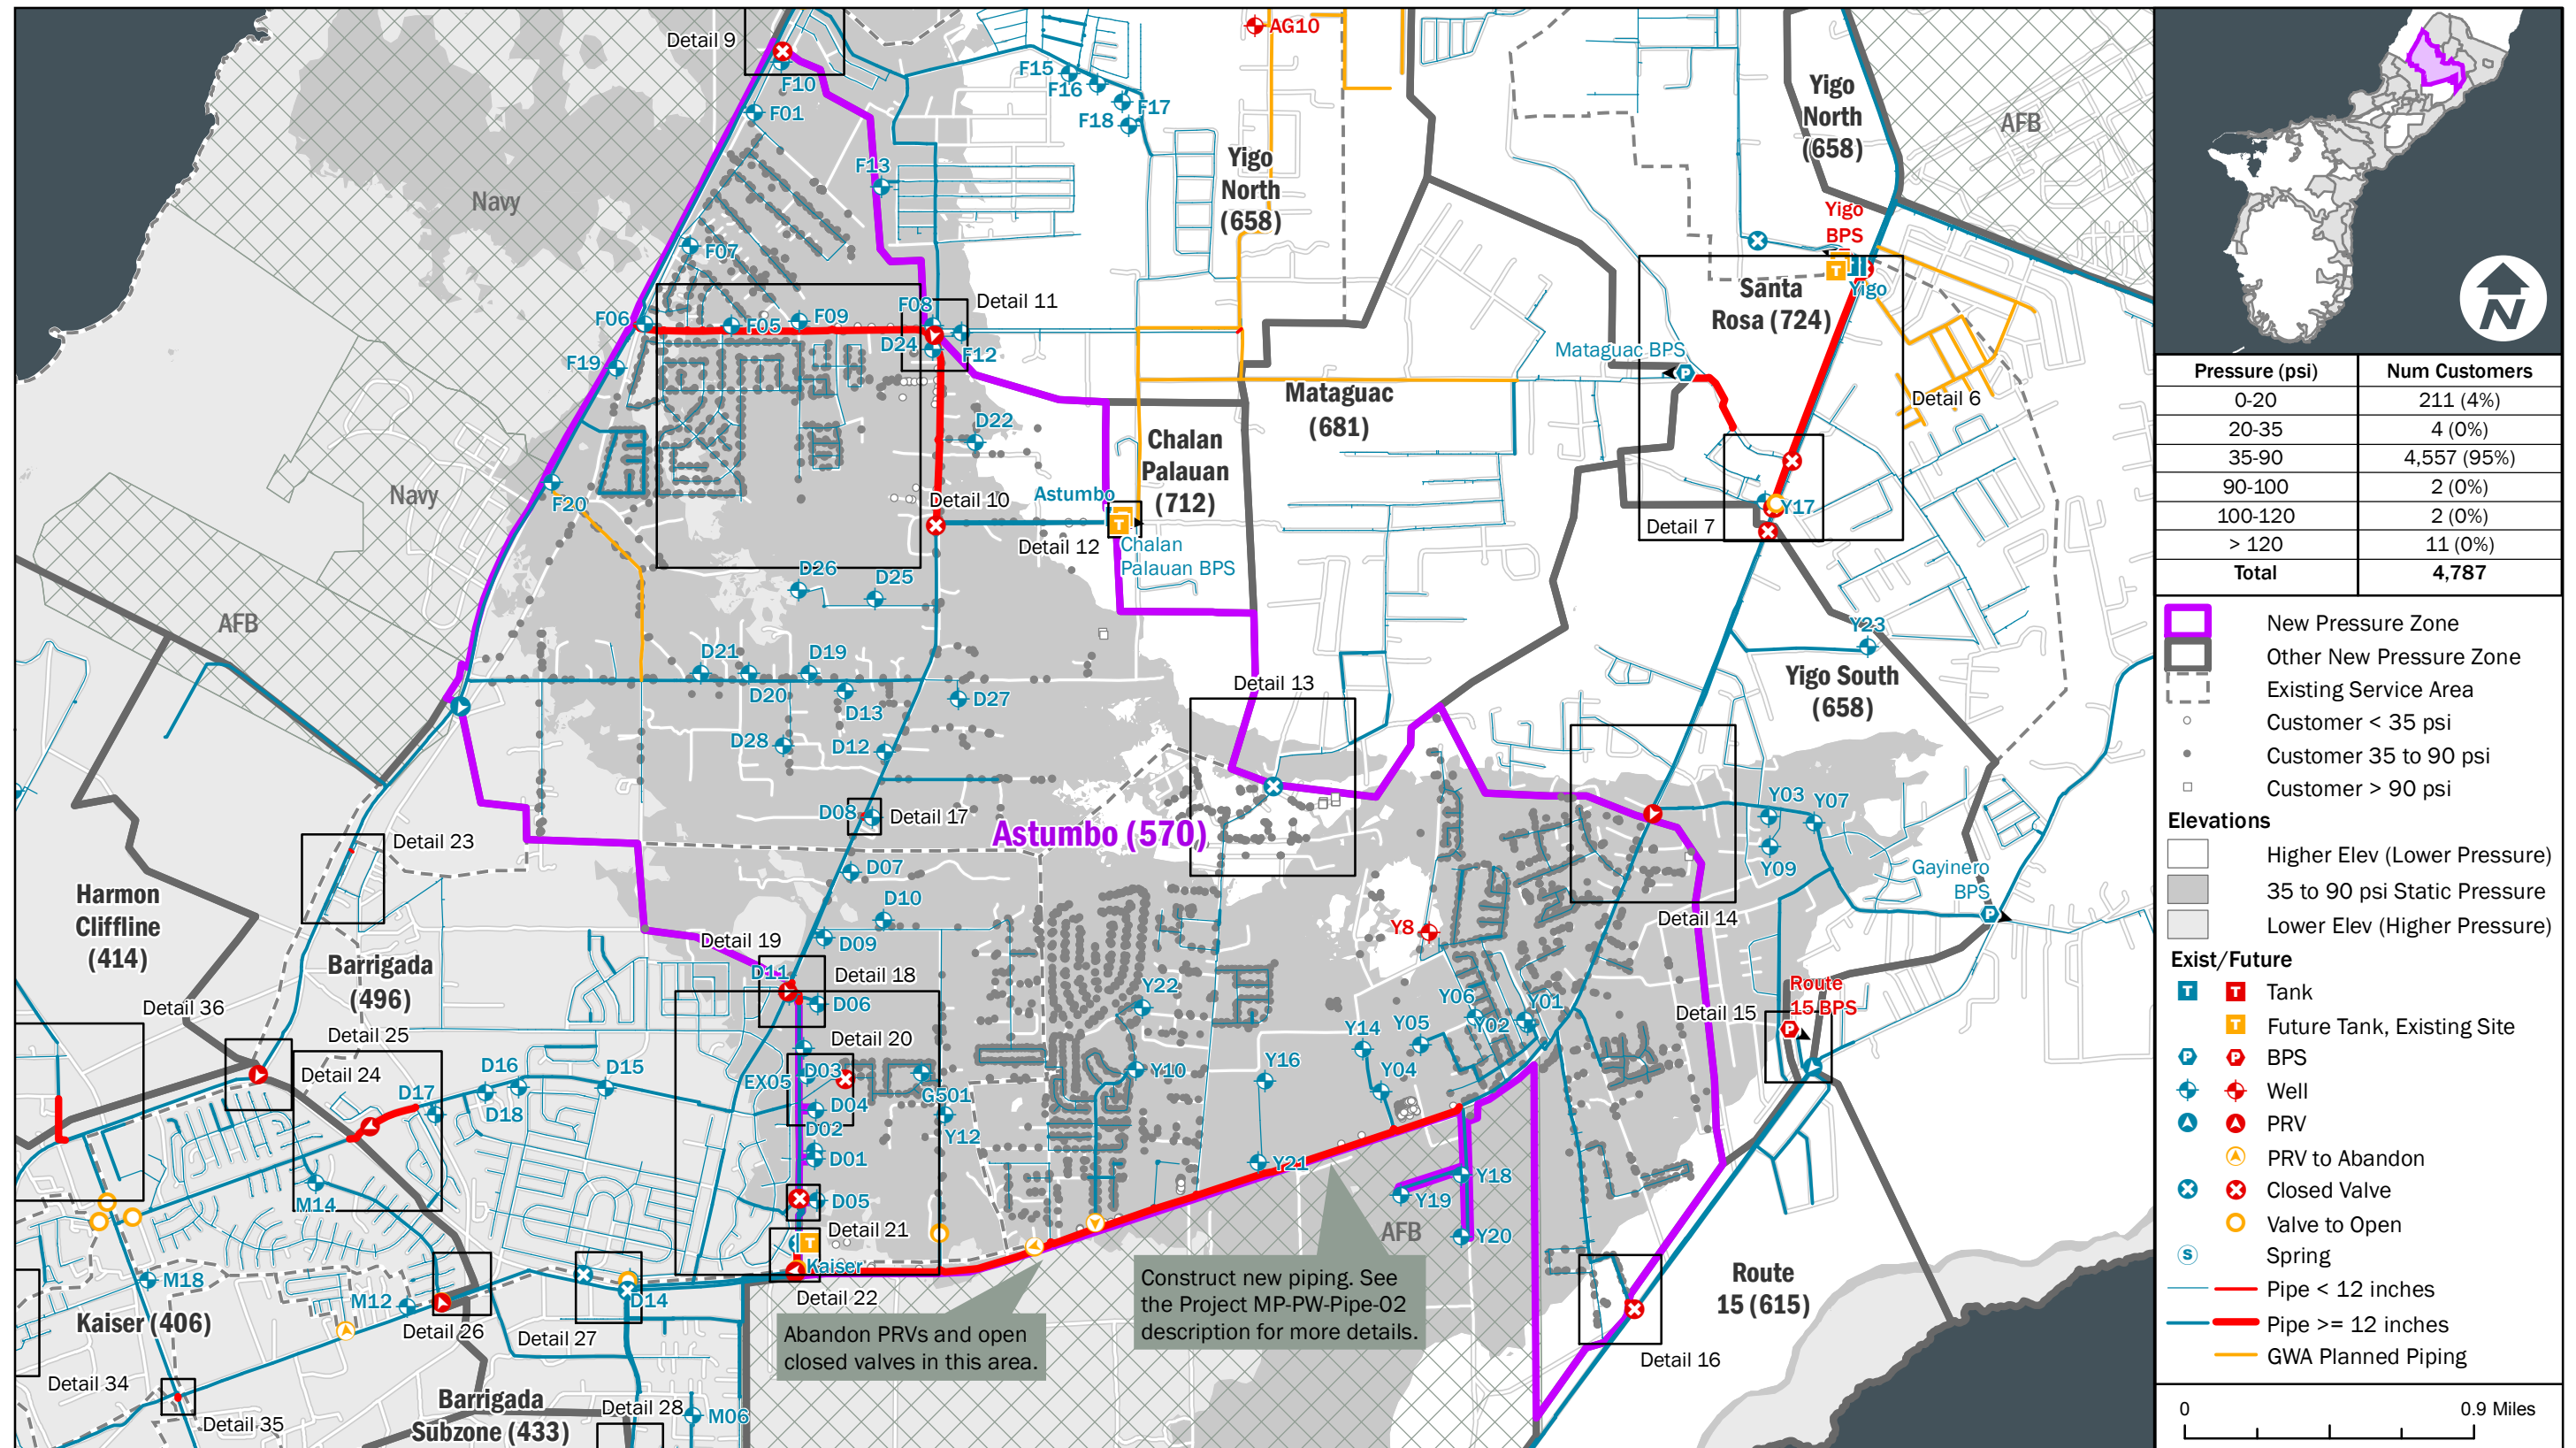 Detail 9
F10
F01
F13
F15
F16
F17
F18
AG10
Yigo
North
(658)
Yigo
North
(658)
AFB
Navy
F07
F06
F05
F09
F08
Detail 11
D24
F12
F19
Yigo
BPS
Yigo
Santa
Rosa (724)
Mataguac BPS
Detail 6
Mataguac
(681)
Chalan
Palauan
(712)
D22
Astumbo
Detail 10
Detail 12
Chalan
Palauan BPS
Navy
F20
Y17
Detail 7
D26
D25
AFB
Y23
D21
D19
D20
D13
D27
Detail 13
Yigo South
(658)
D28
D12
D08
Detail 17
Astumbo (570)
Y03
Y07
Y09
Gayinero
BPS
Detail 23
D07
D10
Harmon
Cliffline
(414)
D09
Detail 19
Y8
Detail 14
Barrigada
(496)
D11
Detail 18
D06
Route
15 BPS
Detail 36
Detail 25
Detail 20
Y22
Y06
Y01
Y02
Detail 15
Y14
Y05
Detail 24
D17
D16
D18
D15
EX05
D03
G501
Y10
Y16
Y04
D04
D02
Y12
D01
M14
D05
Y21
Y18
Y19
Y20
AFB
Detail 21
Kaiser
Detail 22
M18
M12
D14
Kaiser (406)
Detail 26
Detail 27
Abandon PRVs and open
closed valves in this area.
Construct new piping. See
the Project MP-PW-Pipe-02
description for more details.
Route
15 (615)
Detail 16
Detail 34
Detail 35
Barrigada
Subzone (433)
Detail 28
M06
N
Pressure (psi) Num Customers
0-20 211 (4%)
20-35 4 (0%)
35-90 4,557 (95%)
90-100 2 (0%)
100-120 2 (0%)
> 120 11 (0%)
Total 4,787
New Pressure Zone
Other New Pressure Zone
Existing Service Area
Customer < 35 psi
Customer 35 to 90 psi
Customer > 90 psi
Elevations
Higher Elev (Lower Pressure)
35 to 90 psi Static Pressure
Lower Elev (Higher Pressure)
Exist/Future
T T Tank
T Future Tank, Existing Site
P P BPS
Well
PRV
PRV to Abandon
Closed Valve
Valve to Open
S Spring
Pipe < 12 inches
Pipe >= 12 inches
GWA Planned Piping
0 0.9 Miles